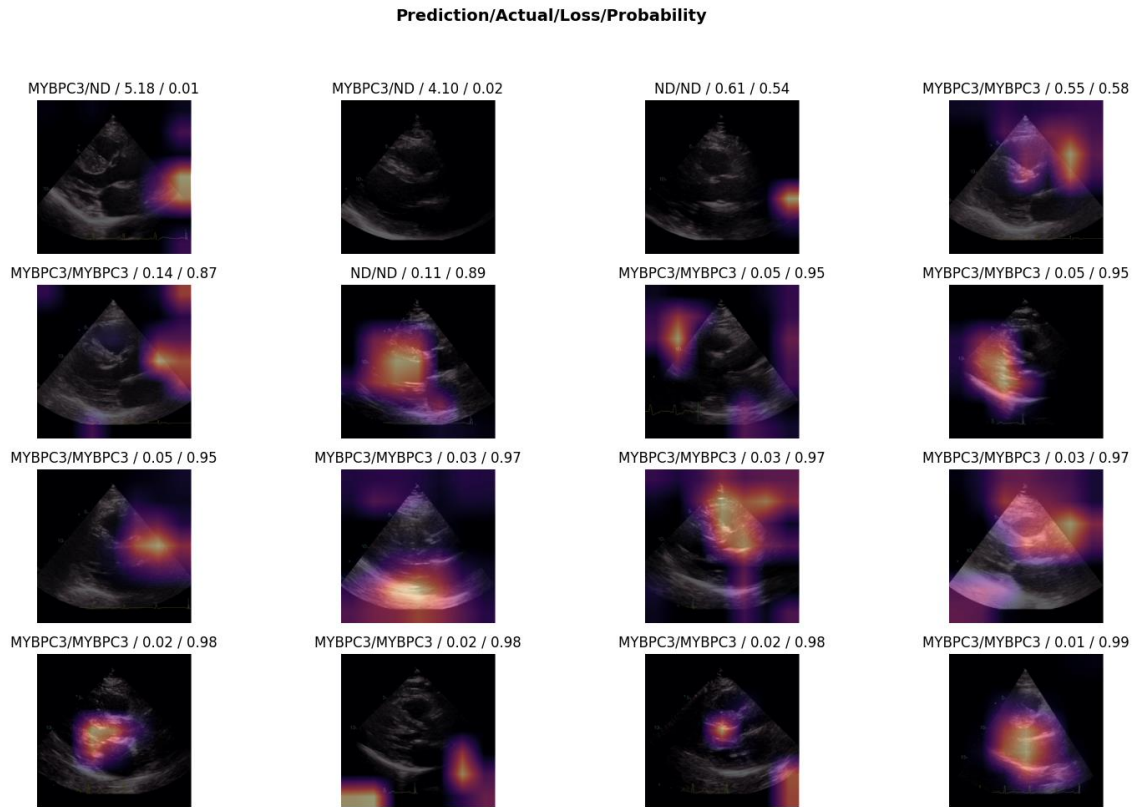 Prediction/Actual/Loss/Probability
MYBPC3/ND / 5.18 / 0.01
MYBPC3/ND / 4.10 / 0.02
ND/ND / 0.61 / 0.54
MYBPC3/MYBPC3 / 0.55 / 0.58
MYBPC3/MYBPC3 / 0.14 / 0.87
ND/ND / 0.11 / 0.89
MYBPC3/MYBPC3 / 0.05 / 0.95
MYBPC3/MYBPC3 / 0.05 / 0.95
MYBPC3/MYBPC3 / 0.05 / 0.95
MYBPC3/MYBPC3 / 0.03 / 0.97
MYBPC3/MYBPC3 / 0.03 / 0.97
MYBPC3/MYBPC3 / 0.03 / 0.97
MYBPC3/MYBPC3 / 0.02 / 0.98
MYBPC3/MYBPC3 / 0.02 / 0.98
MYBPC3/MYBPC3 / 0.02 / 0.98
MYBPC3/MYBPC3 / 0.01 / 0.99